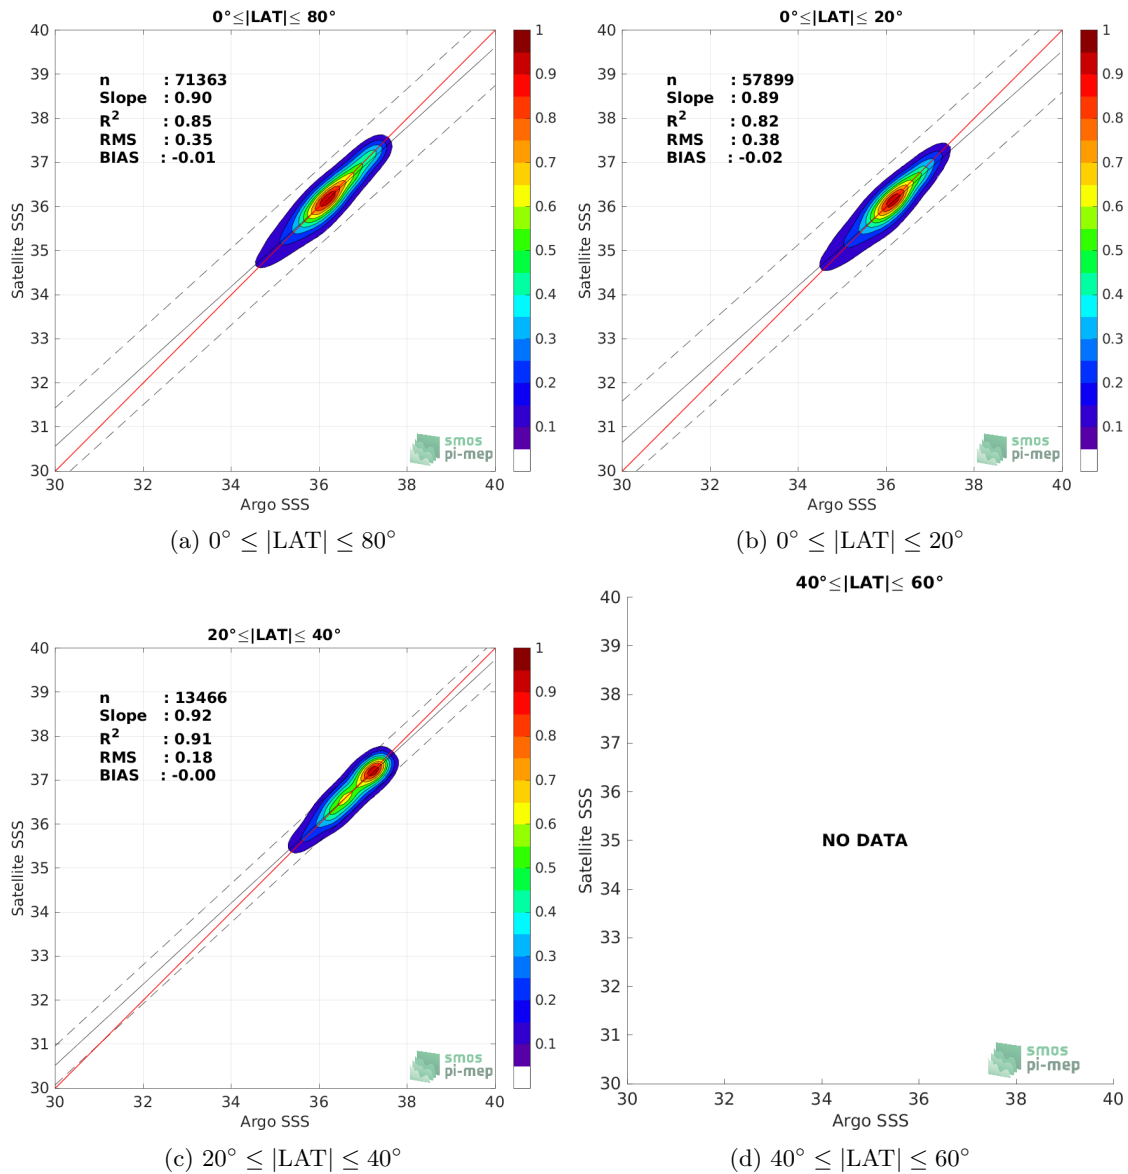 0°≤|LAT|≤ 80°
40
39
38
37
36
35
34
33
32
31
30
Satellite SSS
n : 71363
Slope : 0.90
R2 : 0.85
RMS : 0.35
BIAS : -0.01
1
0.9
0.8
0.7
0.6
0.5
0.4
0.3
0.2
0.1
smos
pi-mep
30 32 34 36 38 40
Argo SSS
(a) 0° ≤ |LAT| ≤ 80°
0°≤|LAT|≤ 20°
40
39
38
37
36
35
34
33
32
31
30
Satellite SSS
n : 57899
Slope : 0.89
R2 : 0.82
RMS : 0.38
BIAS : -0.02
1
0.9
0.8
0.7
0.6
0.5
0.4
0.3
0.2
0.1
smos
pi-mep
30 32 34 36 38 40
Argo SSS
(b) 0° ≤ |LAT| ≤ 20°
20°≤|LAT|≤ 40°
40
39
38
37
36
35
34
33
32
31
30
Satellite SSS
n : 13466
Slope : 0.92
R2 : 0.91
RMS : 0.18
BIAS : -0.00
1
0.9
0.8
0.7
0.6
0.5
0.4
0.3
0.2
0.1
smos
pi-mep
30 32 34 36 38 40
Argo SSS
(c) 20° ≤ |LAT| ≤ 40°
40°≤|LAT|≤ 60°
40
39
38
37
36
35
34
33
32
31
30
Satellite SSS
NO DATA
smos
pi-mep
30 32 34 36 38 40
Argo SSS
(d) 40° ≤ |LAT| ≤ 60°